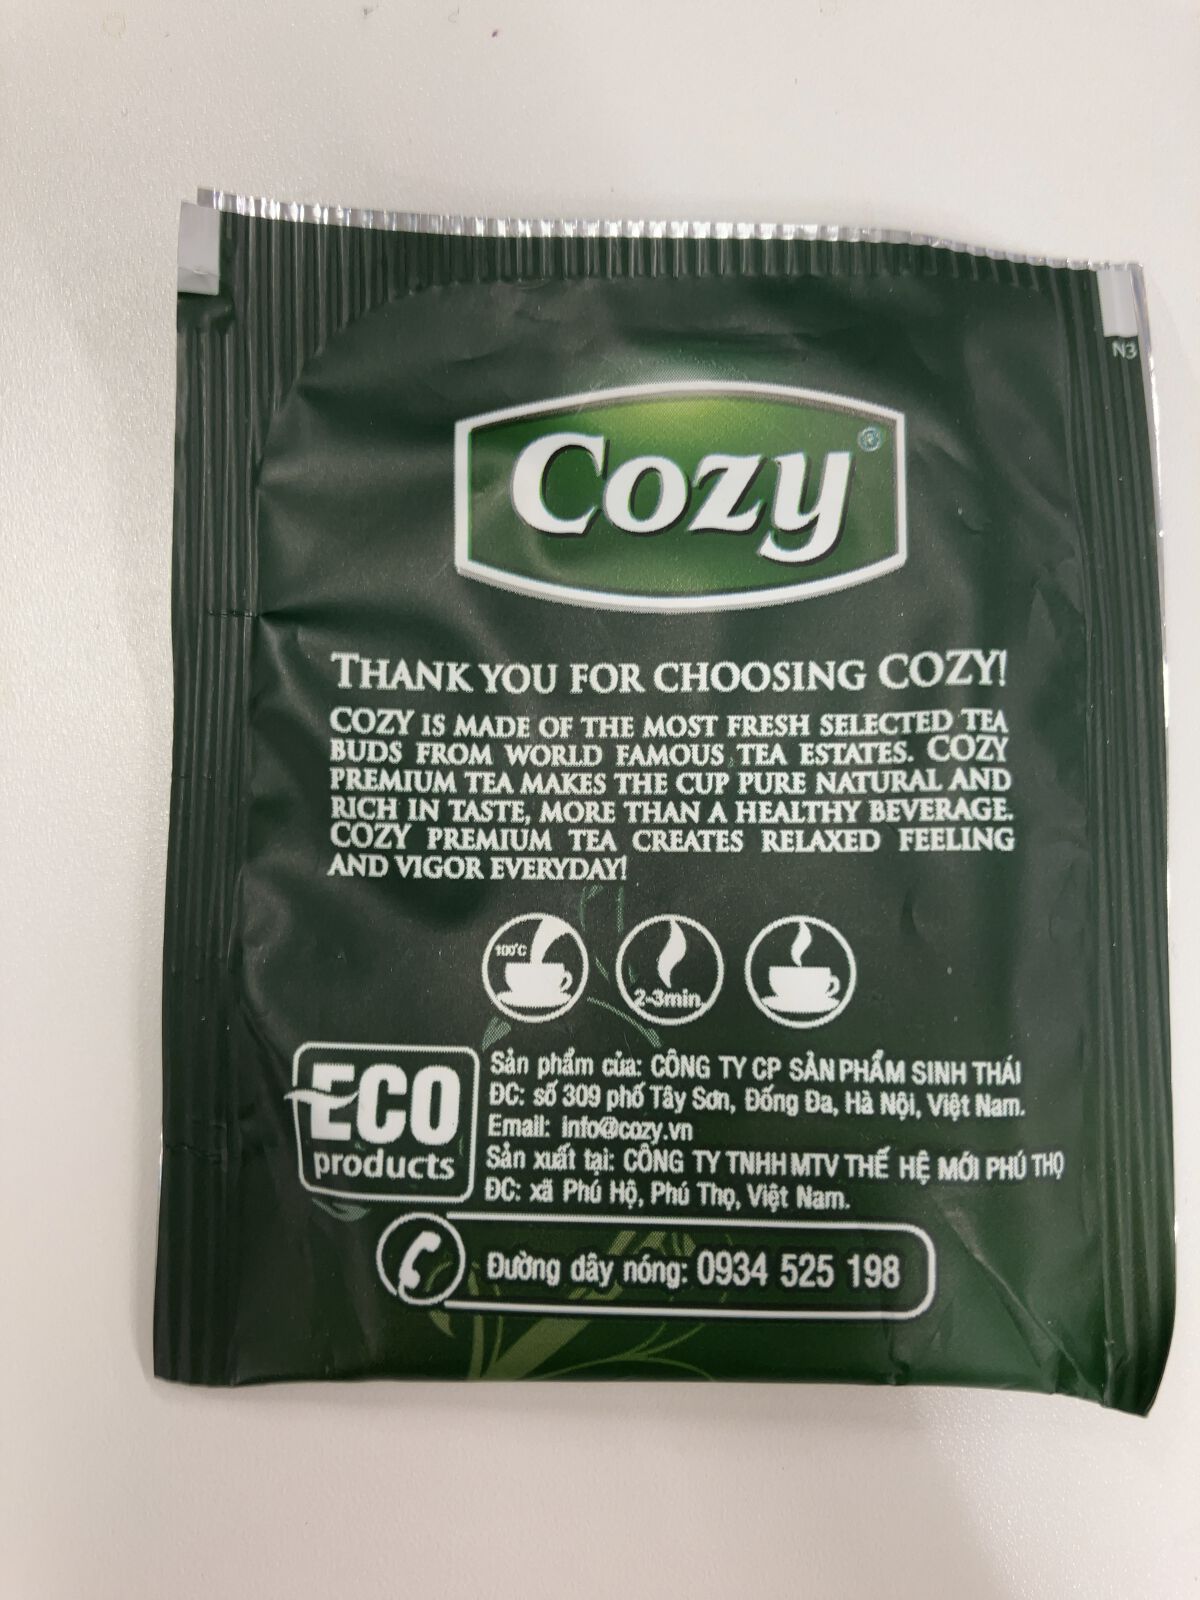 N3
Cozy®
THANK YOU FOR CHOOSING COZY!
COZY IS MADE OF THE MOST FRESH SELECTED TEA
BUDS FROM WORLD FAMOUS TEA ESTATES. COZY
PREMIUM TEA MAKES THE CUP PURE NATURAL AND
RICH IN TASTE, MORE THAN A HEALTHY BEVERAGE.
COZY PREMIUM TEA CREATES RELAXED FEELING
AND VIGOR EVERYDAY!
100°C
2-3min
ECO
products
Sản phẩm của: CÔNG TY CP SẢN PHẨM SINH THÁI
ĐC: số 309 phố Tây Sơn, Đống Đa, Hà Nội, Việt Nam.
Email: info@cozy.vn
Sản xuất tại: CÔNG TY TNHH MTV THẾ HỆ MỚI PHÚ THỌ
ĐC: xã Phú Hộ, Phú Thọ, Việt Nam.
Đường dây nóng: 0934 525 198